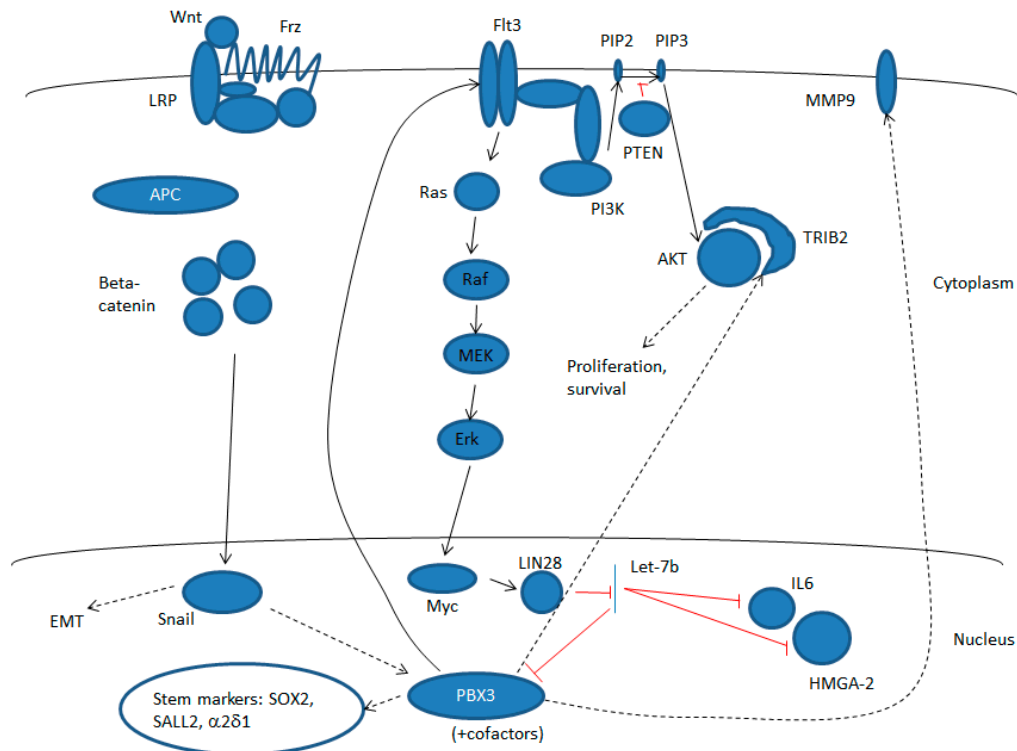 Wnt
Frz
Flt3
PIP2
PIP3
LRP
MMP9
PTEN
APC
Ras
PI3K
TRIB2
AKT
Beta-
catenin
Raf
Cytoplasm
MEK
Proliferation,
survival
Erk
LIN28
Let-7b
IL6
Myc
EMT
Snail
Nucleus
HMGA-2
Stem markers: SOX2,
SALL2, α2δ1
PBX3
(+cofactors)